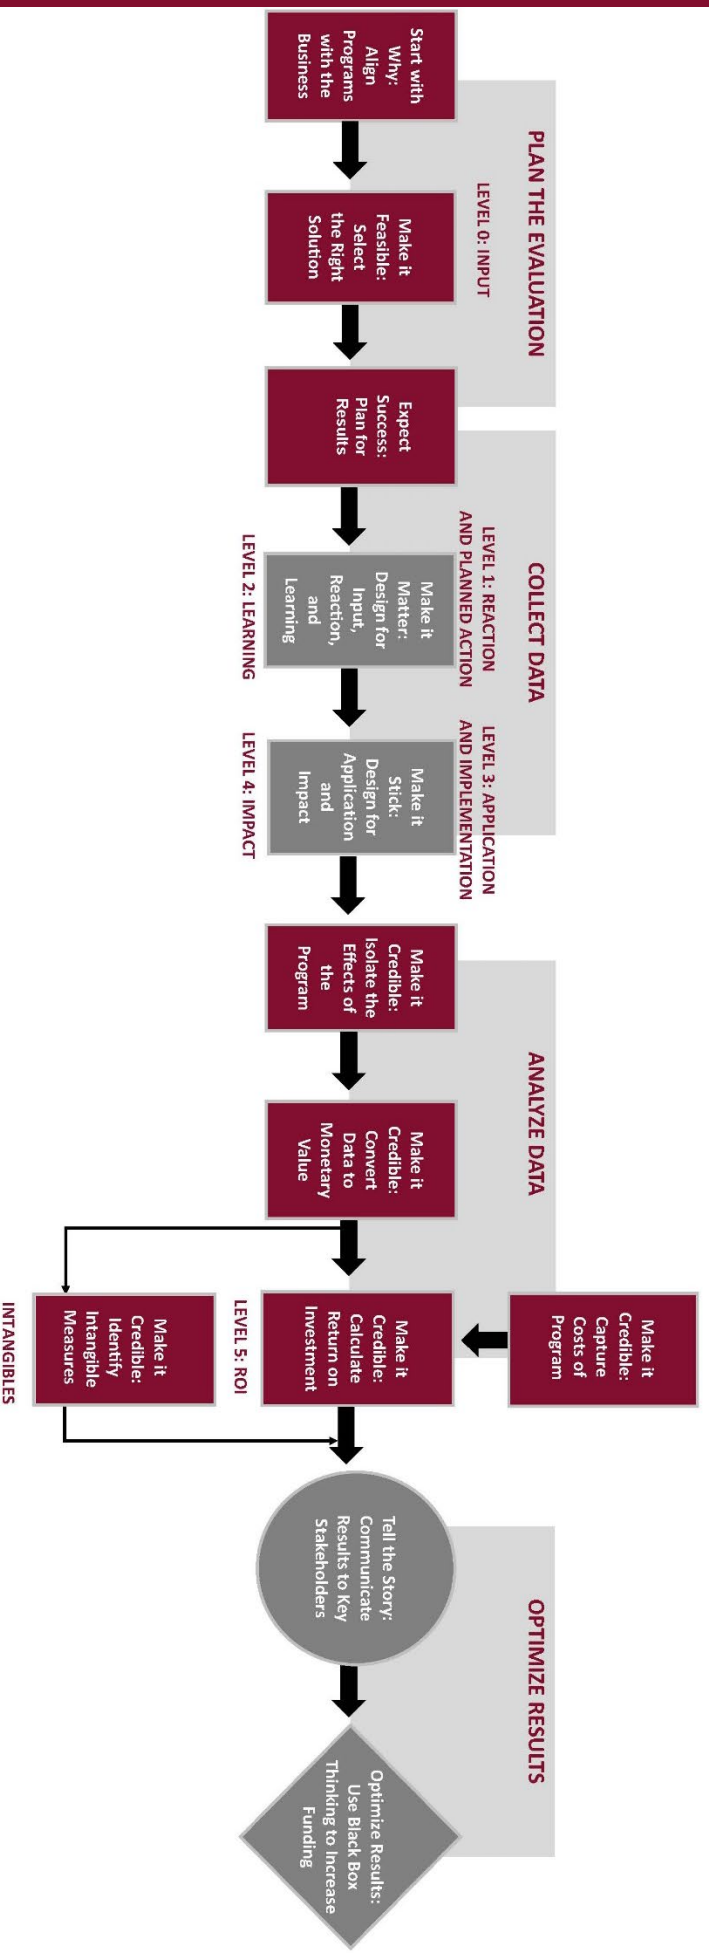 PLAN THE EVALUATION
LEVEL 0: INPUT
Start with
Why:
Align
Programs
with the
Business
Make it
Feasible:
Select
the Right
Solution
Expect
Success:
Plan for
Results
COLLECT DATA
LEVEL 1: REACTION
AND PLANNED ACTION
Make it
Matter:
Design for
Input,
Reaction,
and
Learning
LEVEL 2: LEARNING
LEVEL 3: APPLICATION
AND IMPLEMENTATION
Make it
Stick:
Design for
Application
and
Impact
LEVEL 4: IMPACT
ANALYZE DATA
Make it
Credible:
Isolate the
Effects of
the
Program
Make it
Credible:
Convert
Data to
Monetary
Value
Make it
Credible:
Capture
Costs of
Program
Make it
Credible:
Calculate
Return on
Investment
LEVEL 5: ROI
Make it
Credible:
Identify
Intangible
Measures
INTANGIBLES
OPTIMIZE RESULTS
Tell the Story:
Communicate
Results to Key
Stakeholders
Optimize Results:
Use Black Box
Thinking to Increase
Funding